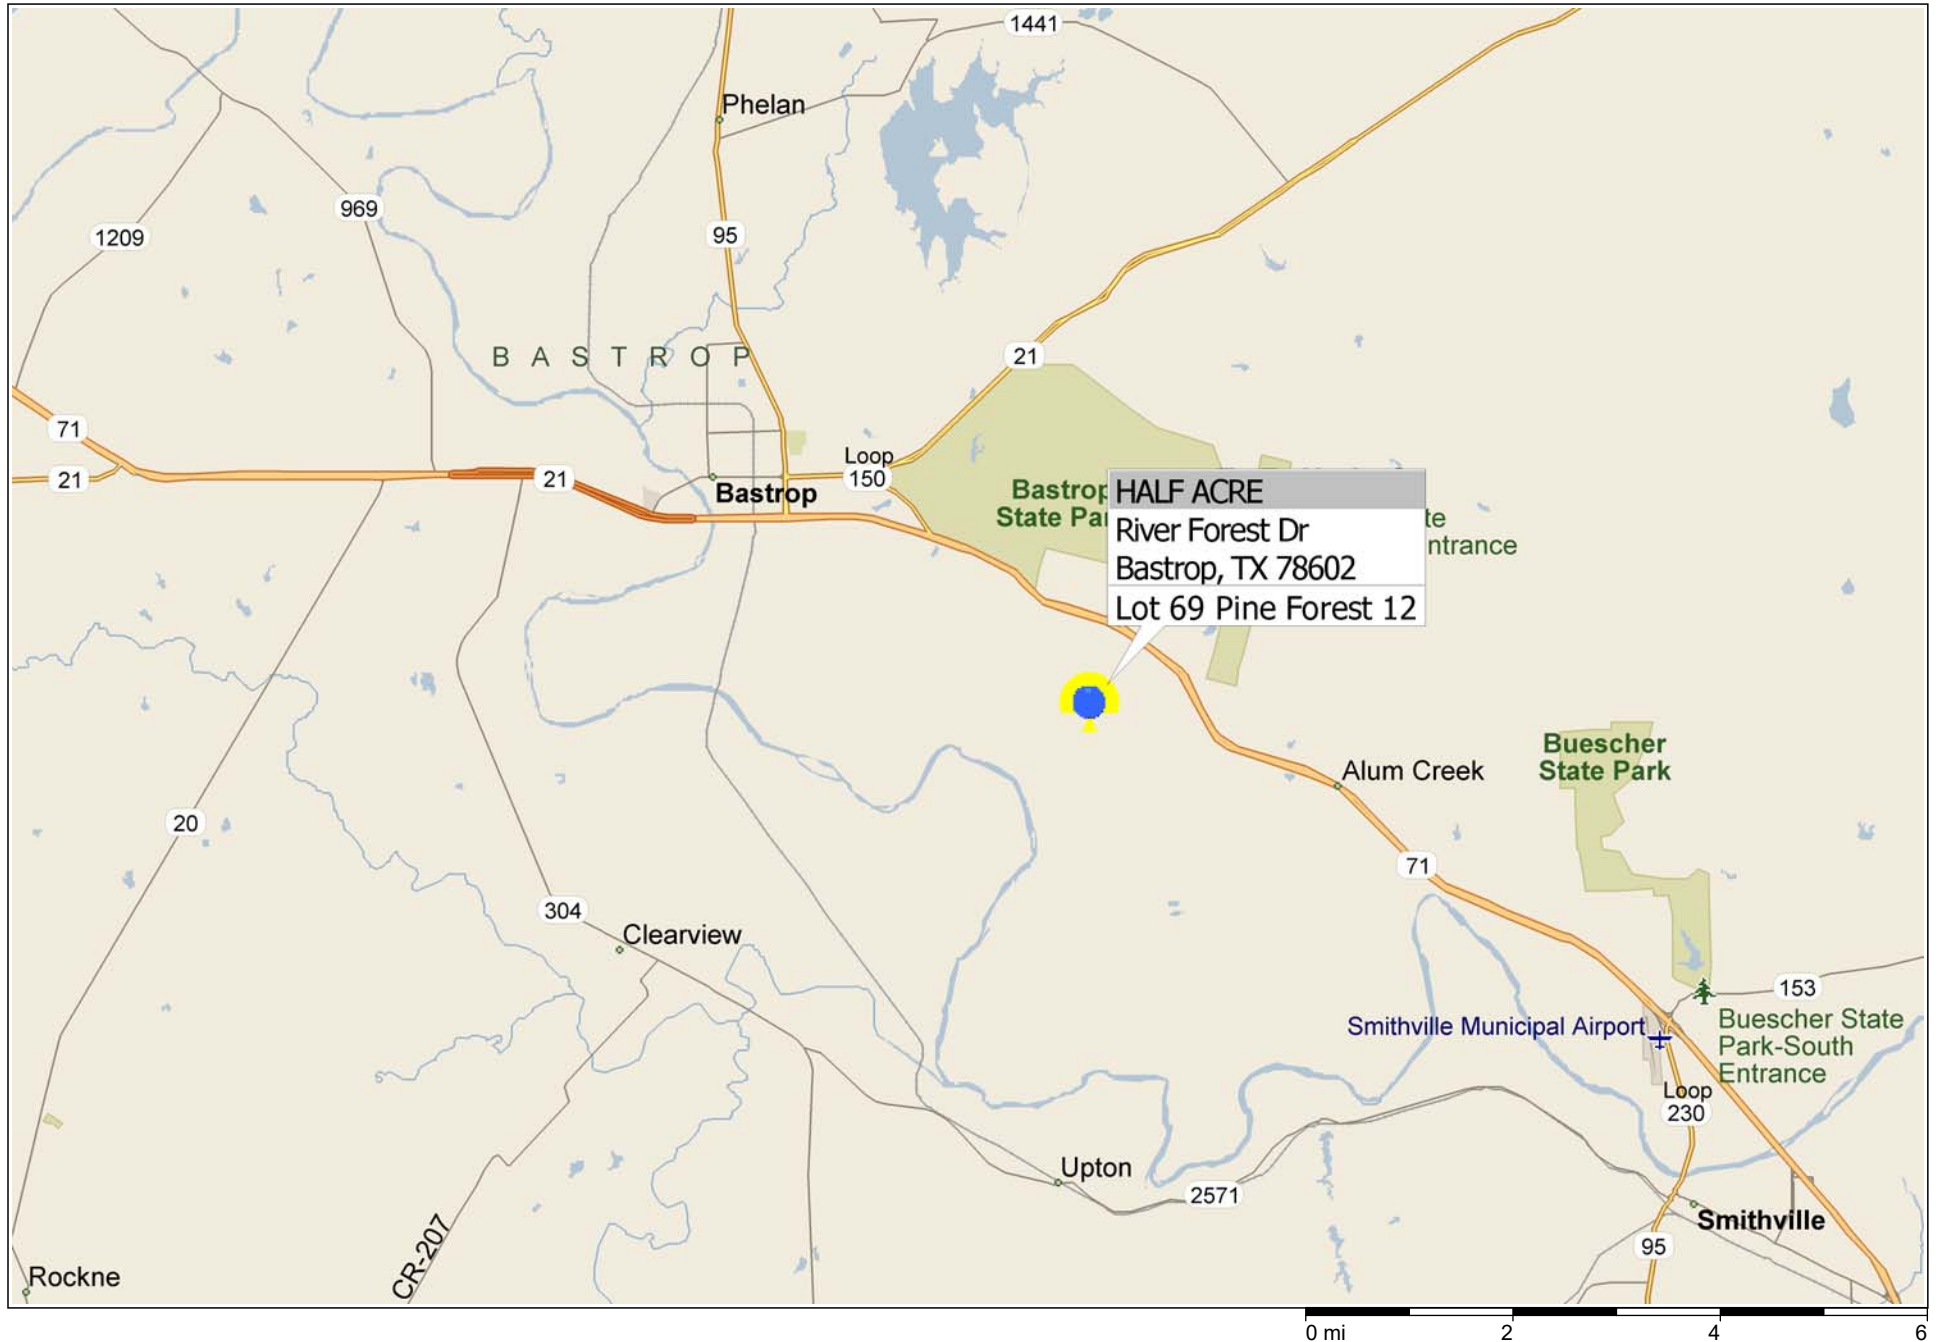 1441
Phelan
969
1209
95
B A S T R O P
21
71
Loop
150
21
21
Bastrop
Bastrop
State Par
HALF ACRE
River Forest Dr
Bastrop, TX 78602
Lot 69 Pine Forest 12
te
ntrance
Buescher
State Park
Alum Creek
20
71
304
Clearview
153
Smithville Municipal Airport
Buescher State
Park-South
Entrance
Loop
230
Upton
2571
Smithville
95
CR-207
Rockne
0 mi 2 4 6